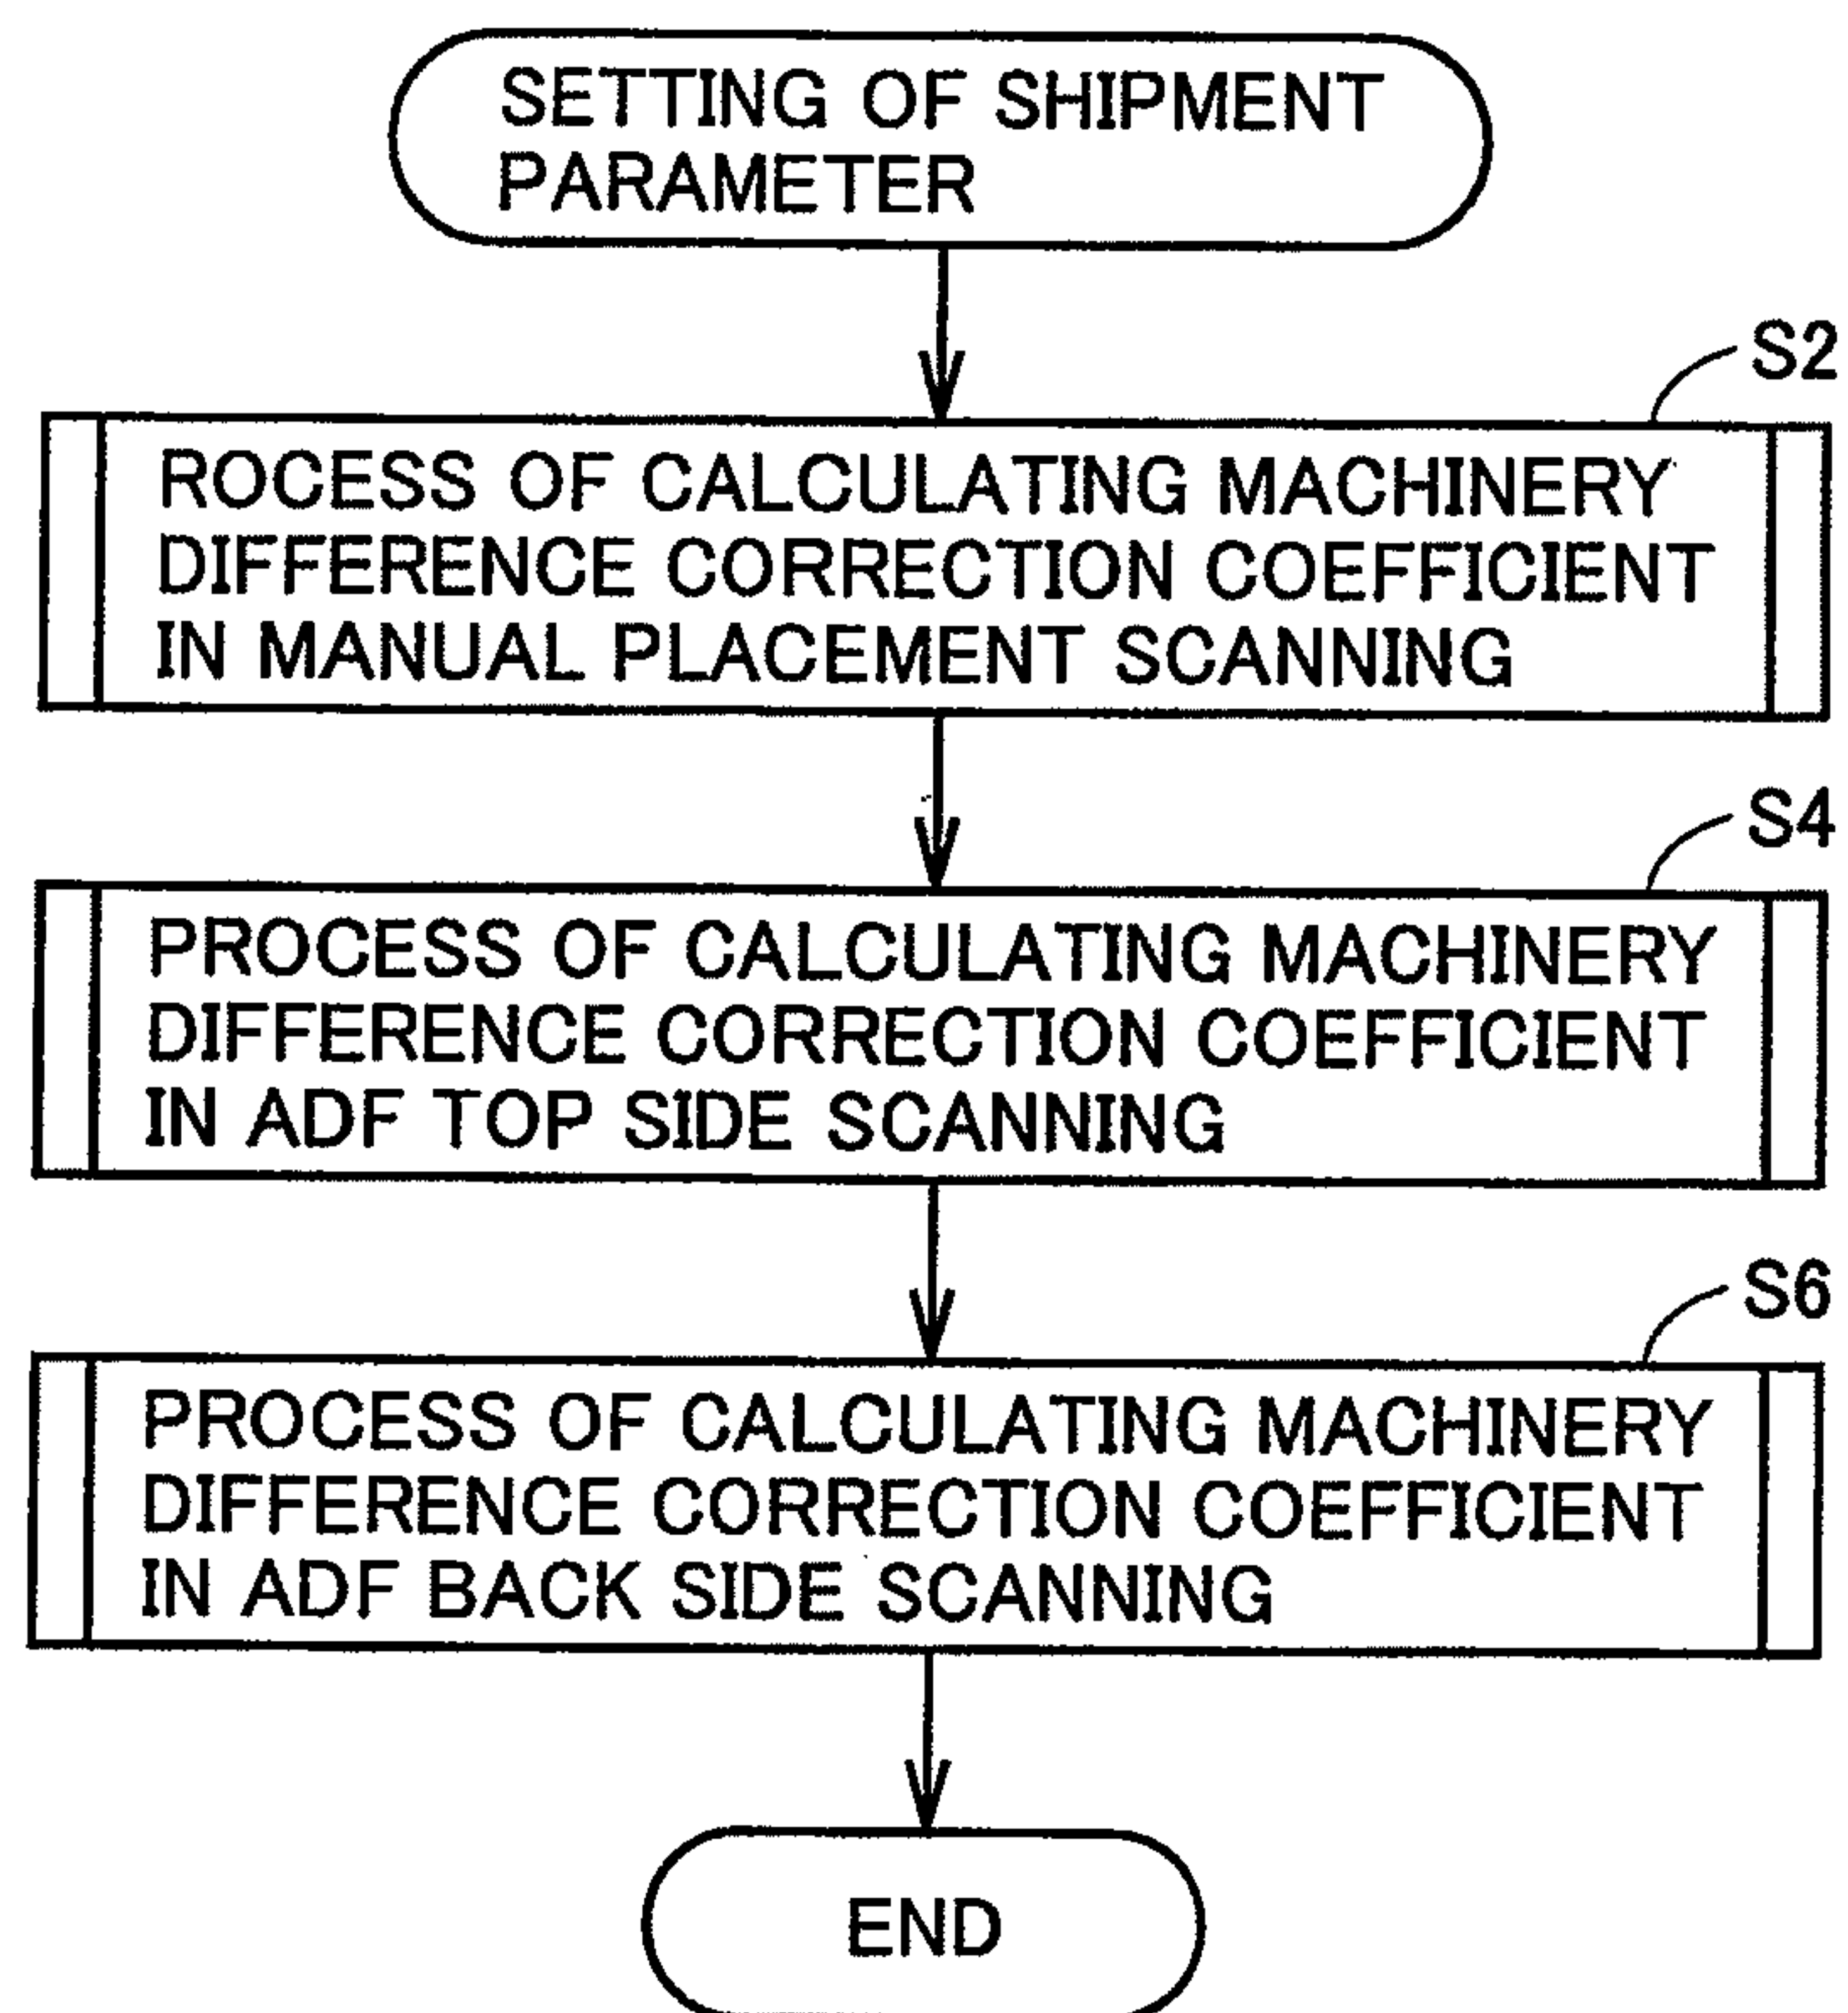 SETTING OF SHIPMENT
PARAMETER
S2
ROCESS OF CALCULATING MACHINERY
DIFFERENCE CORRECTION COEFFICIENT
IN MANUAL PLACEMENT SCANNING
S4
PROCESS OF CALCULATING MACHINERY
DIFFERENCE CORRECTION COEFFICIENT
IN ADF TOP SIDE SCANNING
S6
PROCESS OF CALCULATING MACHINERY
DIFFERENCE CORRECTION COEFFICIENT
IN ADF BACK SIDE SCANNING
END